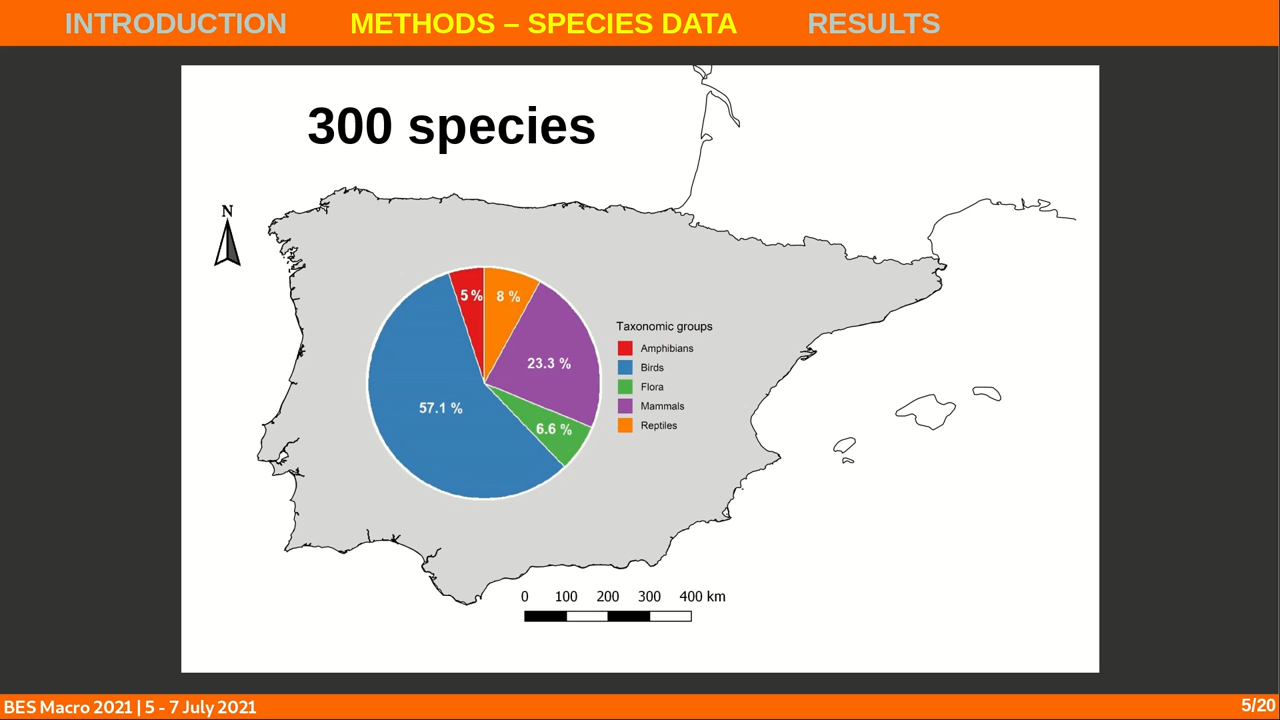 INTRODUCTION METHODS – SPECIES DATA RESULTS
300 species
N
5 % 8 %
23.3 %
57.1 %
6.6 %
Taxonomic groups
Amphibians
Birds
Flora
Mammals
Reptiles
0 100 200 300 400 km
BES Macro 2021 | 5 - 7 July 2021 5/20